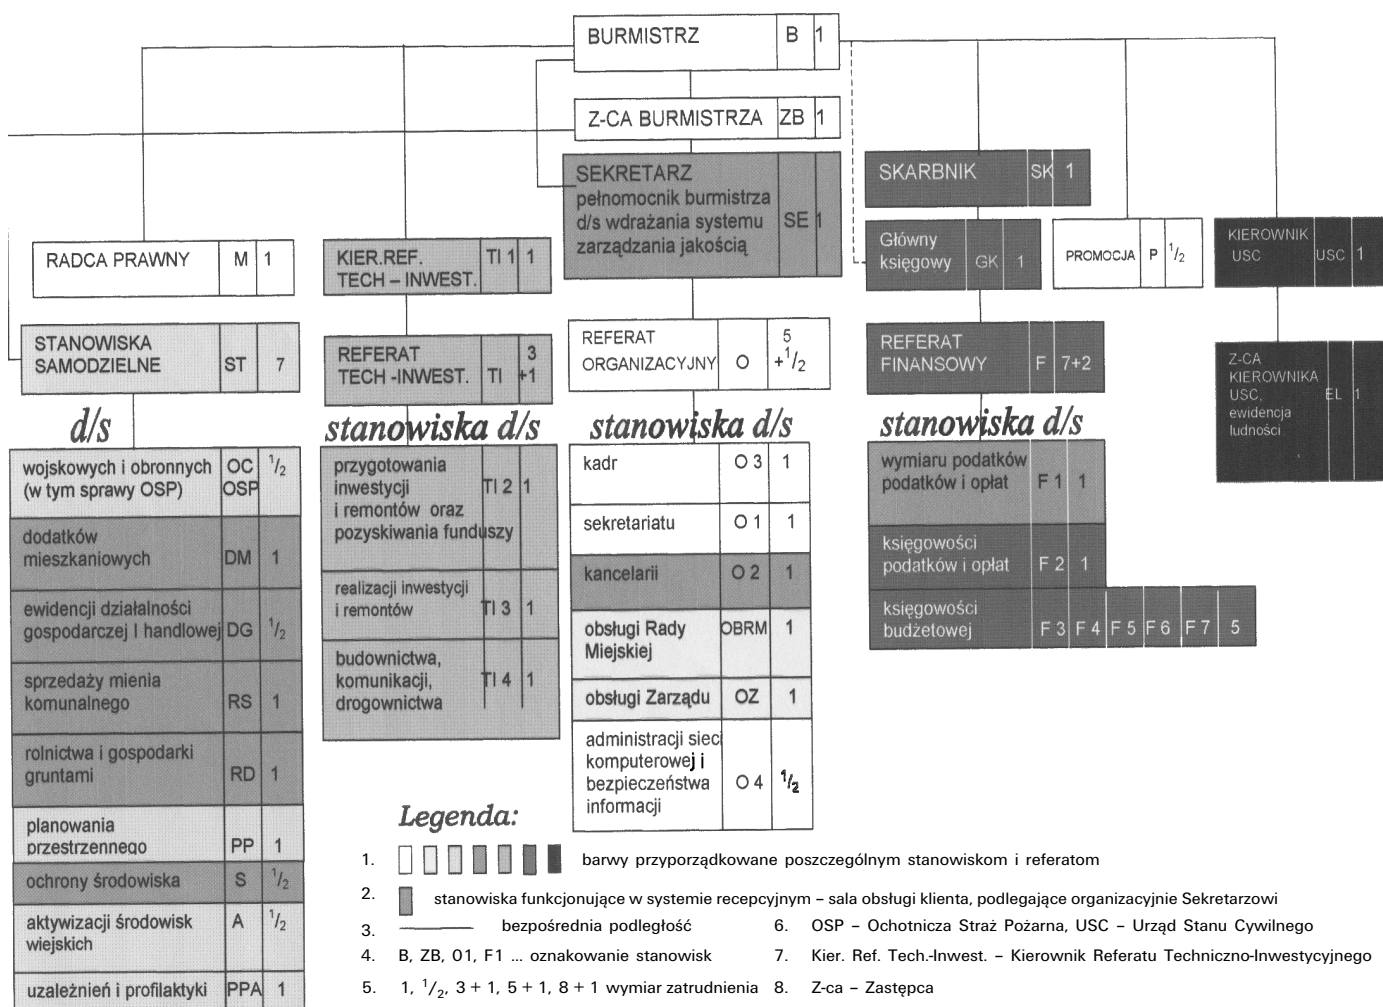 BURMISTRZ B 1
Z-CA BURMISTRZA ZB 1
SEKRETARZ
pełnomocnik burmistrza
d/s wdrażania systemu
zarządzania jakością
SE 1
SKARBNIK SK 1
Główny
księgowy GK 1
PROMOCJA P 1/2
KIEROWNIK
USC USC 1
RADCA PRAWNY M 1
KIER.REF. TI 1 1
TECH – INWEST.
STANOWISKA
SAMODZIELNE ST 7
REFERAT 3
TECH -INWEST. TI +1
REFERAT 5
ORGANIZACYJNY O +1/2
REFERAT
FINANSOWY F 7+2
Z-CA
KIEROWNIKA
USC, EL 1
ewidencja
ludności
d/s
wojskowych i obronnych OC 1/2
(w tym sprawy OSP) OSP
dodatków
mieszkaniowych DM 1
ewidencji działalności
gospodarczej I handlowej DG 1/2
sprzedaży mienia
komunalnego RS 1
rolnictwa i gospodarki
gruntami RD 1
planowania
przestrzennego PP 1
ochrony środowiska S 1/2
aktywizacji środowisk A 1/2
wiejskich
uzależnień i profilaktyki PPA 1
stanowiska d/s
przygotowania
inwestycji TI 2 1
i remontów oraz
pozyskiwania funduszy
realizacji inwestycji
i remontów TI 3 1
budownictwa,
komunikacji, TI 4 1
drogownictwa
stanowiska d/s
kadr O 3 1
sekretariatu O 1 1
kancelarii O 2 1
obsługi Rady OBRM 1
Miejskiej
obsługi Zarządu OZ 1
administracji sieci
komputerowej i
bezpieczeństwa O 4 1/2
informacji
stanowiska d/s
wymiaru podatków
podatków i opłat F 1 1
księgowości
podatków i opłat F 2 1
księgowości
budżetowej F 3 F 4 F 5 F 6 F 7 5
Legenda:
1. barwy przyporządkowane poszczególnym stanowiskom i referatom
2. stanowiska funkcjonujące w systemie recepcyjnym – sala obsługi klienta, podlegające organizacyjnie Sekretarzowi
3. bezpośrednia podległość
4. B, ZB, 01, F1 ... oznakowanie stanowisk
5. 1, 1/2, 3 + 1, 5 + 1, 8 + 1 wymiar zatrudnienia
6. OSP – Ochotnicza Straż Pożarna, USC – Urząd Stanu Cywilnego
7. Kier. Ref. Tech.-Inwest. – Kierownik Referatu Techniczno-Inwestycyjnego
8. Z-ca – Zastępca